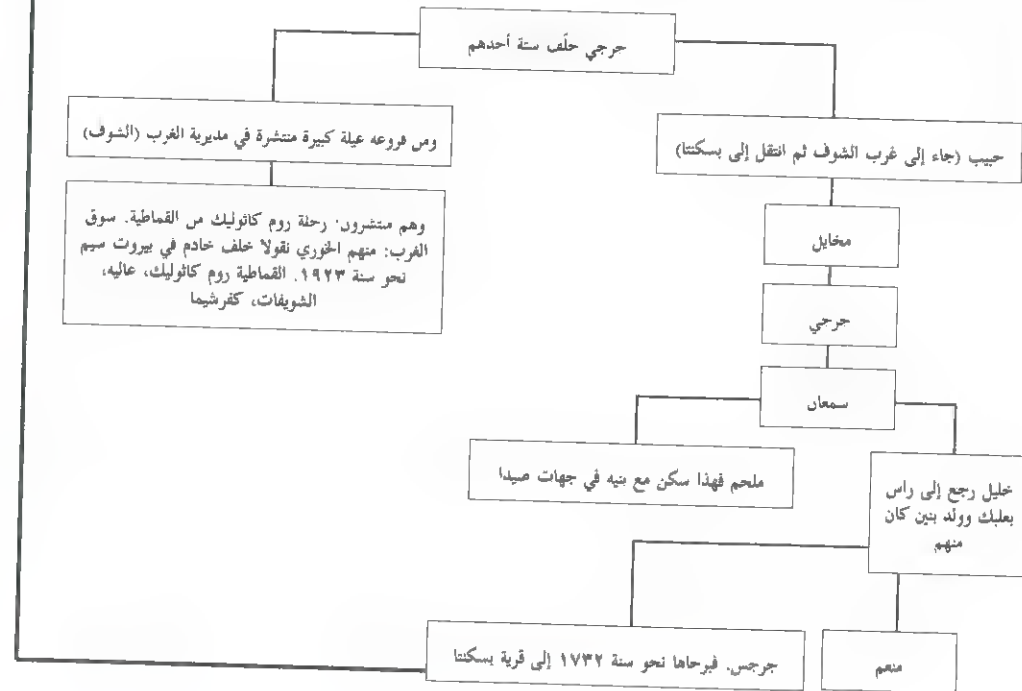 حرجي حلّف ستة أحدهم
ومن فروعه عيلة كبيرة منتشرة في مديرية الغرب (الشوف)
حبيب (جاء إلى غرب الشوف ثم انتقل إلى بسكنتا)
وهم منتشرون: رحلة روم كاثوليك من القماطية. سوق
الغرب: منهم الخوري نقولا خلف خادم في بيروت سيم
نحو سنة ١٩٢٣. القماطية روم كاثوليك، عاليه،
الشويفات، كفرشيما
مخايل
جرجي
سمعان
ملحم فهذا سكن مع بنيه في جهات صيدا
خليل رجع إلى راس
بعلبك وولد بنين كان
منهم
جرجس. فبرحاها نحو سنة ١٧٣٢ إلى قرية بسكنتا
منعم